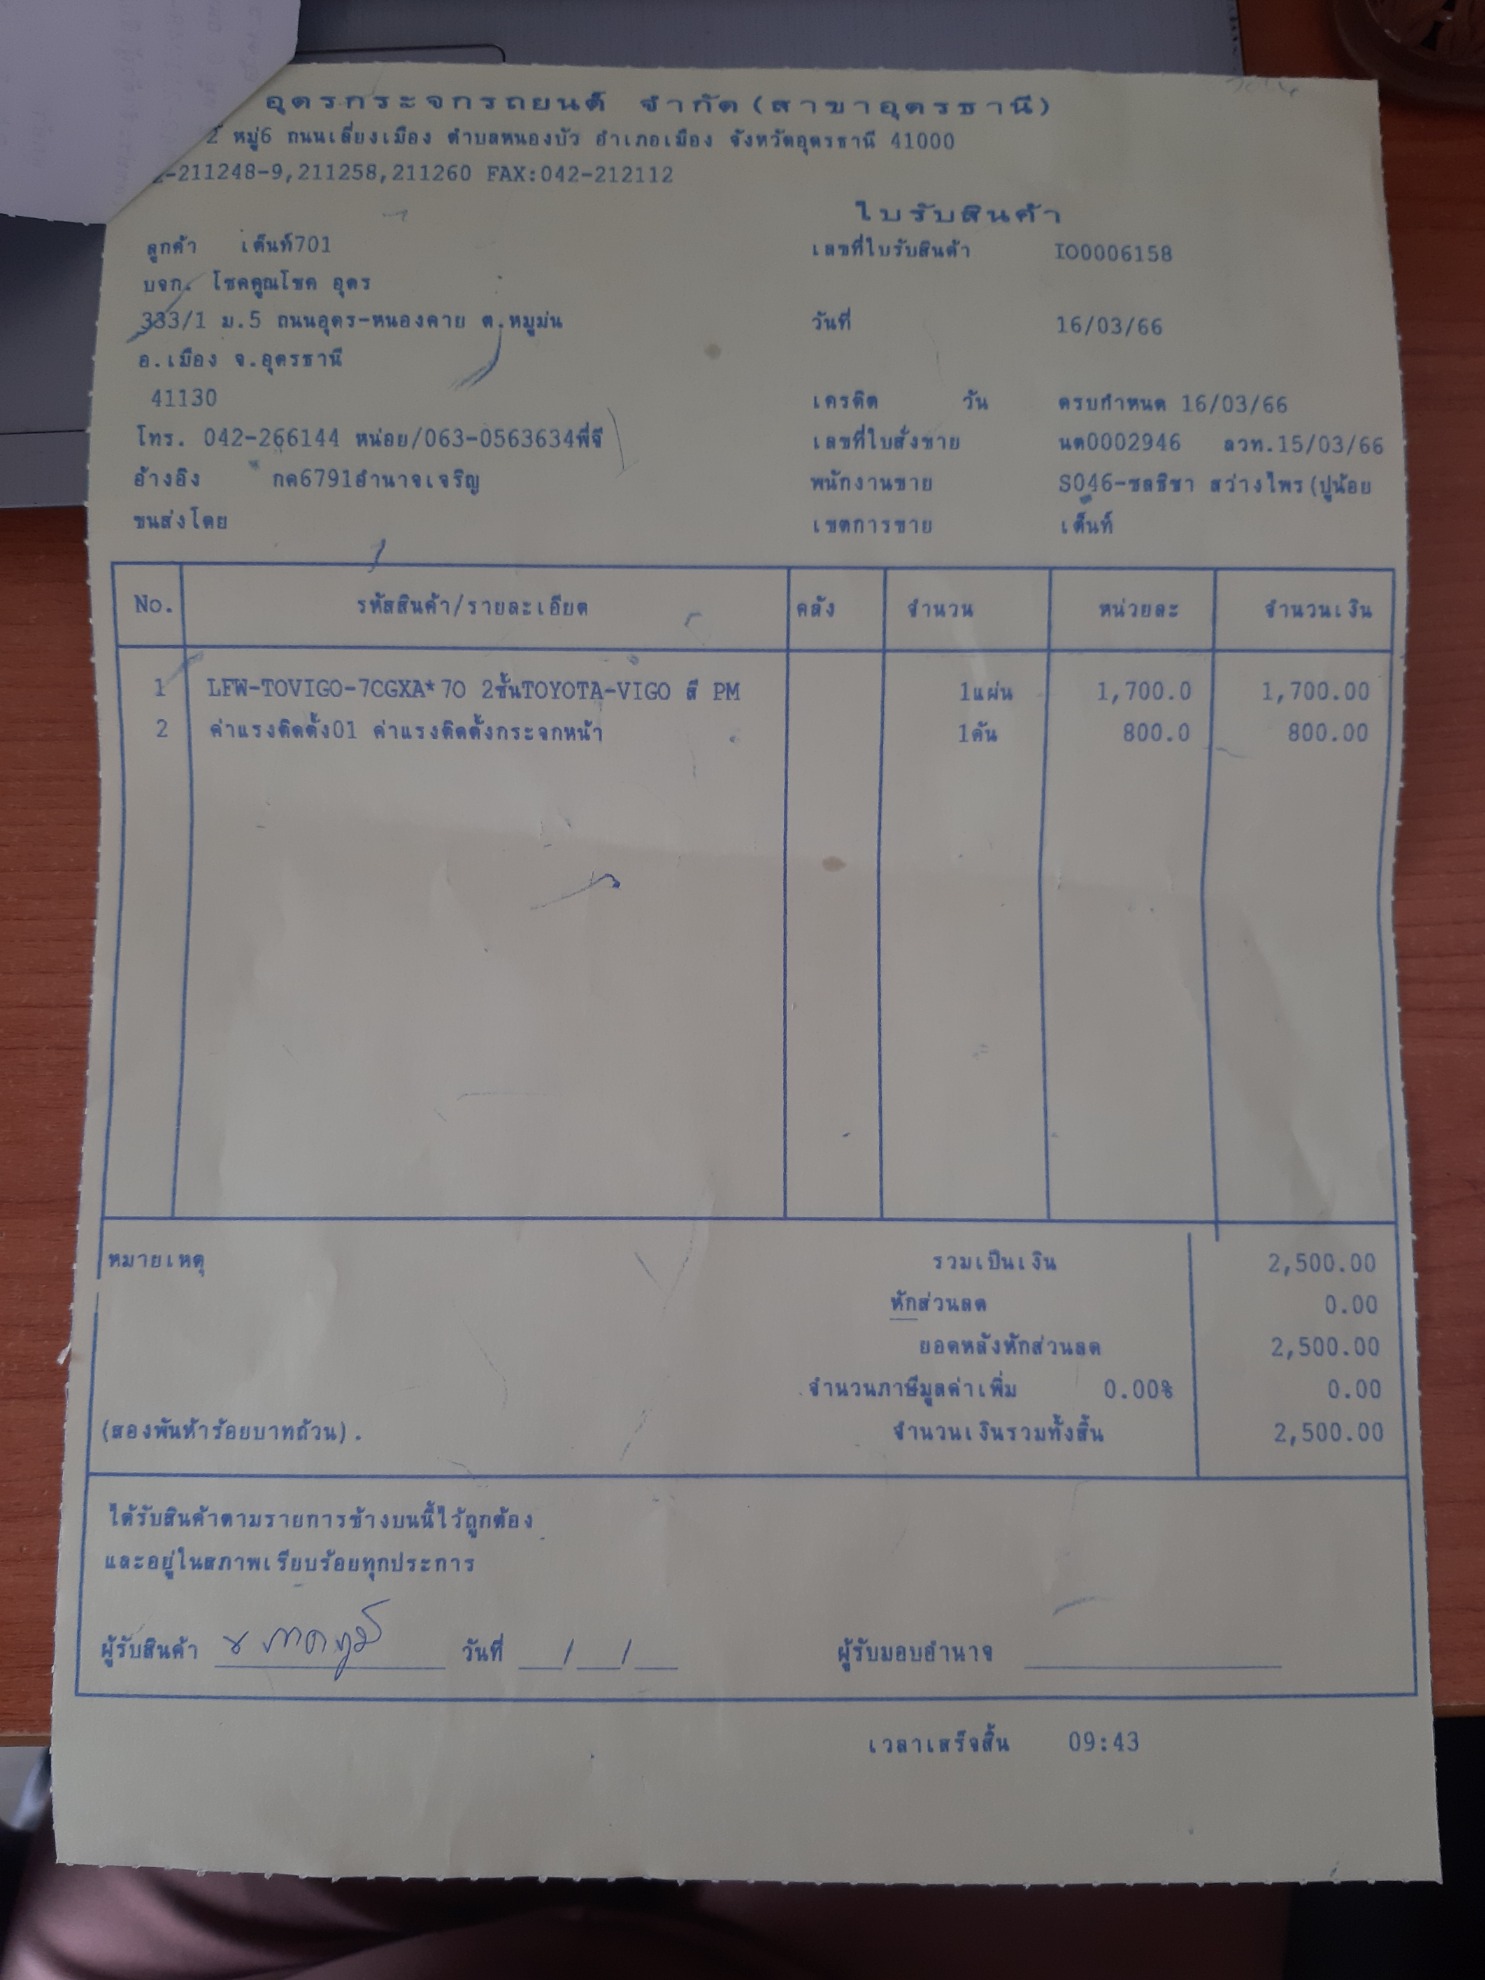 อุดรกระจกรถยนต์ จำกัด(สาขาอุดรธานี)
2 หมู่6 ถนนเลี่ยงเมือง ตำบลหนองบัว อำเภอเมือง จังหวัดอุดรธานี 41000
2-211248-9,211258,211260 FAX:042-212112
ใบรับสินค้า
ลูกค้า เต็นท์701 เลขที่ใบรับสินค้า IO0006158
บจก. โชคคูณโชค อุดร
333/1 ม.5 ถนนอุดร-หนองคาย ต.หมูม่น วันที่ 16/03/66
อ.เมือง จ.อุดรธานี
41130 เครดิต วัน ครบกำหนด 16/03/66
โทร. 042-266144 หน่อย/063-0563634พี่จี เลขที่ใบสั่งขาย นต0002946 ลวท.15/03/66
อ้างอิง กค6791อำนาจเจริญ พนักงานขาย S046-ชลธิชา สว่างไพร(ปูน้อย
ขนส่งโดย เขตการขาย เต็นท์
No. รหัสสินค้า/รายละเอียด คลัง จำนวน หน่วยละ จำนวนเงิน
1 LFW-TOVIGO-7CGXA*70 2ชั้นTOYOTA-VIGO สี PM 1แผ่น 1,700.0 1,700.00
2 ค่าแรงติดตั้ง01 ค่าแรงติดตั้งกระจกหน้า 1คัน 800.0 800.00
หมายเหตุ รวมเป็นเงิน 2,500.00
หักส่วนลด 0.00
ยอดหลังหักส่วนลด 2,500.00
จำนวนภาษีมูลค่าเพิ่ม 0.00% 0.00
(สองพันห้าร้อยบาทถ้วน). จำนวนเงินรวมทั้งสิ้น 2,500.00
ได้รับสินค้าตามรายการข้างบนนี้ไว้ถูกต้อง
และอยู่ในสภาพเรียบร้อยทุกประการ
ผู้รับสินค้า วันที่ __/__/__ ผู้รับมอบอำนาจ
เวลาเสร็จสิ้น 09:43